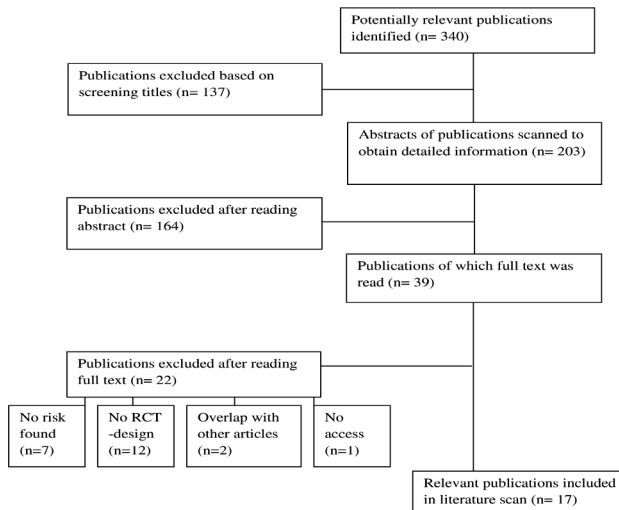 Potentially relevant publications
identified (n= 340)
Publications excluded based on
screening titles (n= 137)
Abstracts of publications scanned to
obtain detailed information (n= 203)
Publications excluded after reading
abstract (n= 164)
Publications of which full text was
read (n= 39)
Publications excluded after reading
full text (n= 22)
No risk
found
(n=7)
No RCT
-design
(n=12)
Overlap with
other articles
(n=2)
No
access
(n=1)
Relevant publications included
in literature scan (n= 17)